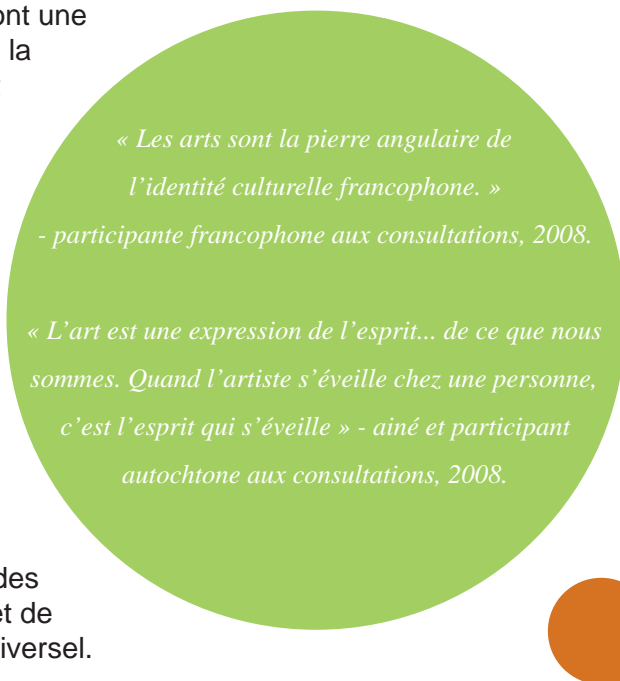 ont une
la
« Les arts sont la pierre angulaire de
l’identité culturelle francophone. »
- participante francophone aux consultations, 2008.
« L’art est une expression de l’esprit... de ce que nous
sommes. Quand l’artiste s’éveille chez une personne,
c’est l’esprit qui s’éveille » - ainé et participant
autochtone aux consultations, 2008.
des
et de
iversel.